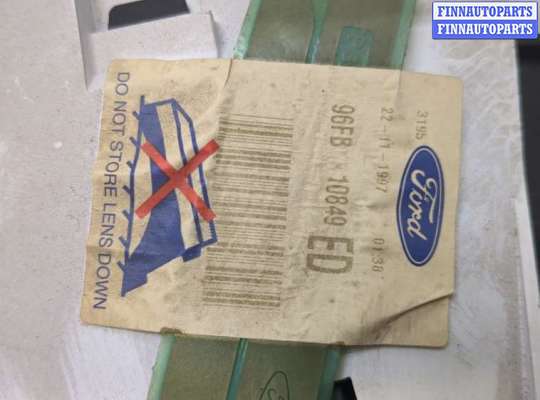 FINNAUTOPARTS
FINNAUTOPARTS
Ford
3195
22-11-1997 0138
96FB 10849 ED
DO NOT STORE LENS DOWN